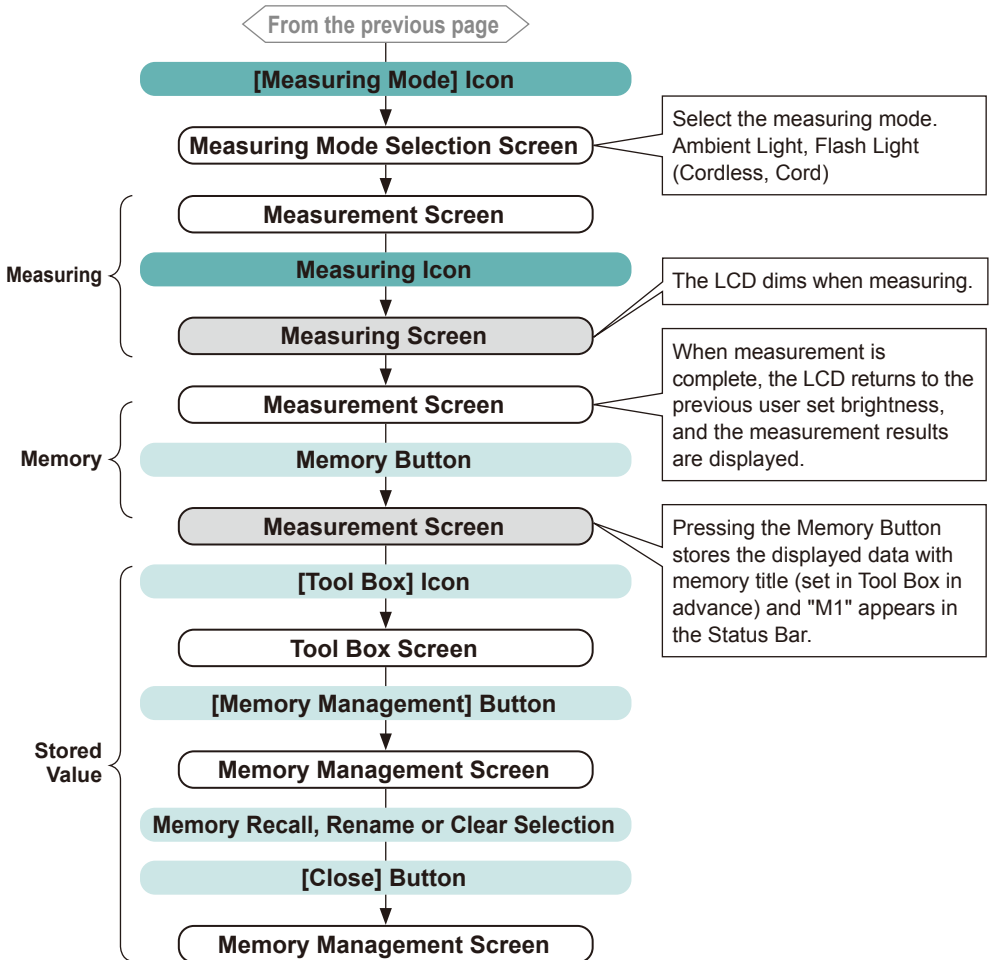 From the previous page
[Measuring Mode] Icon
Measuring Mode Selection Screen
Select the measuring mode.
Ambient Light, Flash Light
(Cordless, Cord)
Measuring
Measurement Screen
Measuring Icon
Measuring Screen
The LCD dims when measuring.
Memory
Measurement Screen
When measurement is
complete, the LCD returns to the
previous user set brightness,
and the measurement results
are displayed.
Memory Button
Measurement Screen
Pressing the Memory Button
stores the displayed data with
memory title (set in Tool Box in
advance) and "M1" appears in
the Status Bar.
Stored
Value
[Tool Box] Icon
Tool Box Screen
[Memory Management] Button
Memory Management Screen
Memory Recall, Rename or Clear Selection
[Close] Button
Memory Management Screen